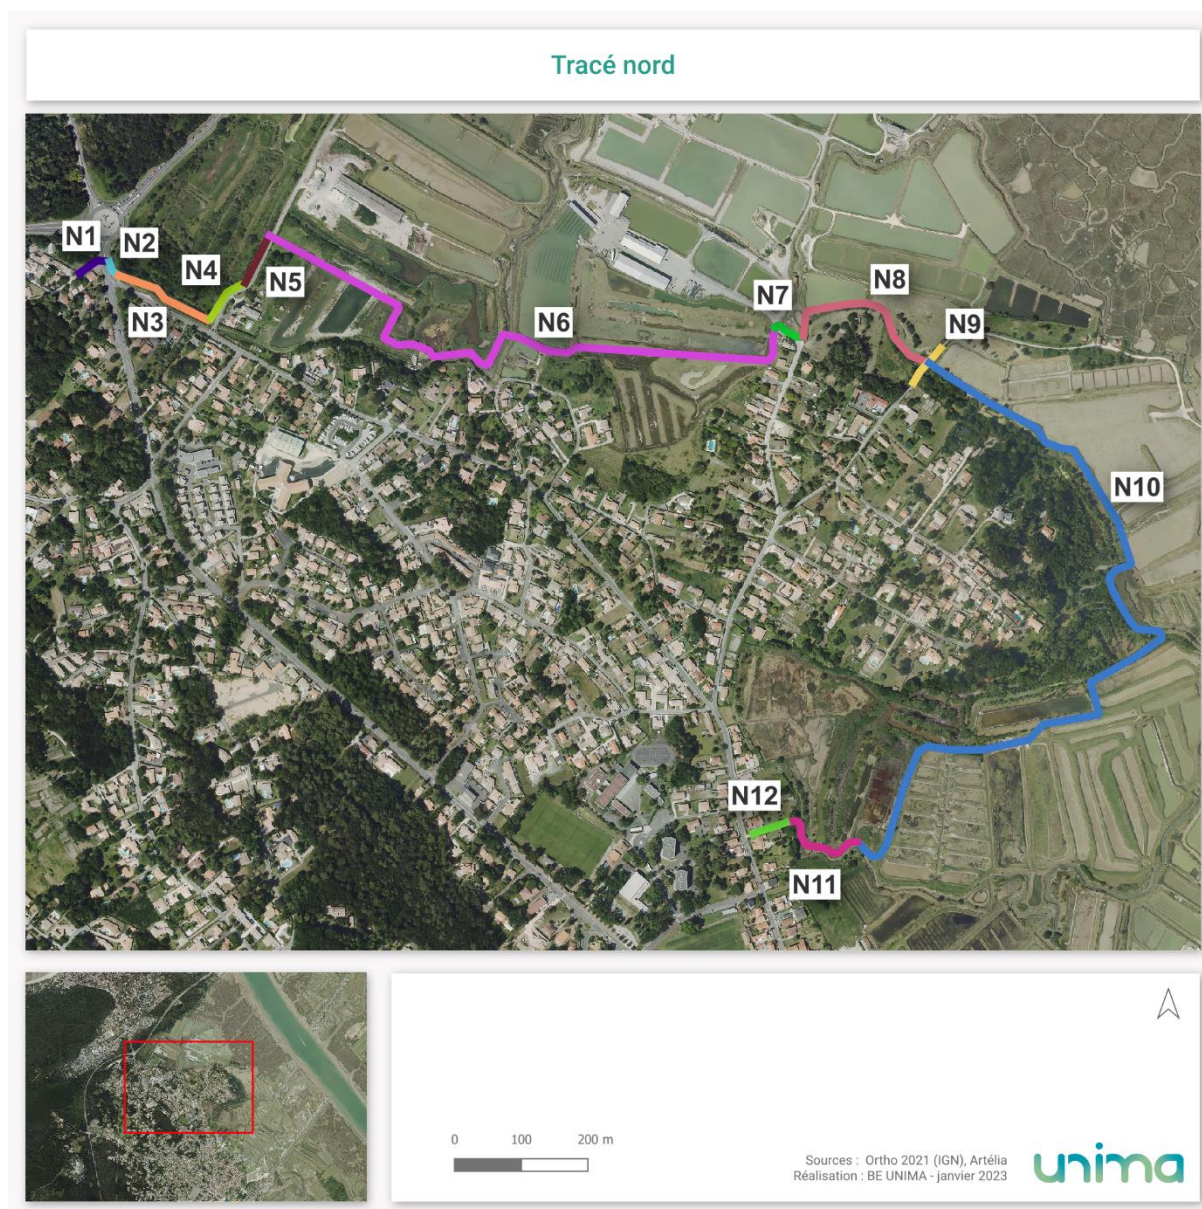 Tracé nord
N1
N2
N3
N4
N5
N6
N7
N8
N9
N10
N11
N12
0 100 200 m
Sources : Ortho 2021 (IGN), Artélia
Réalisation : BE UNIMA - janvier 2023
unima